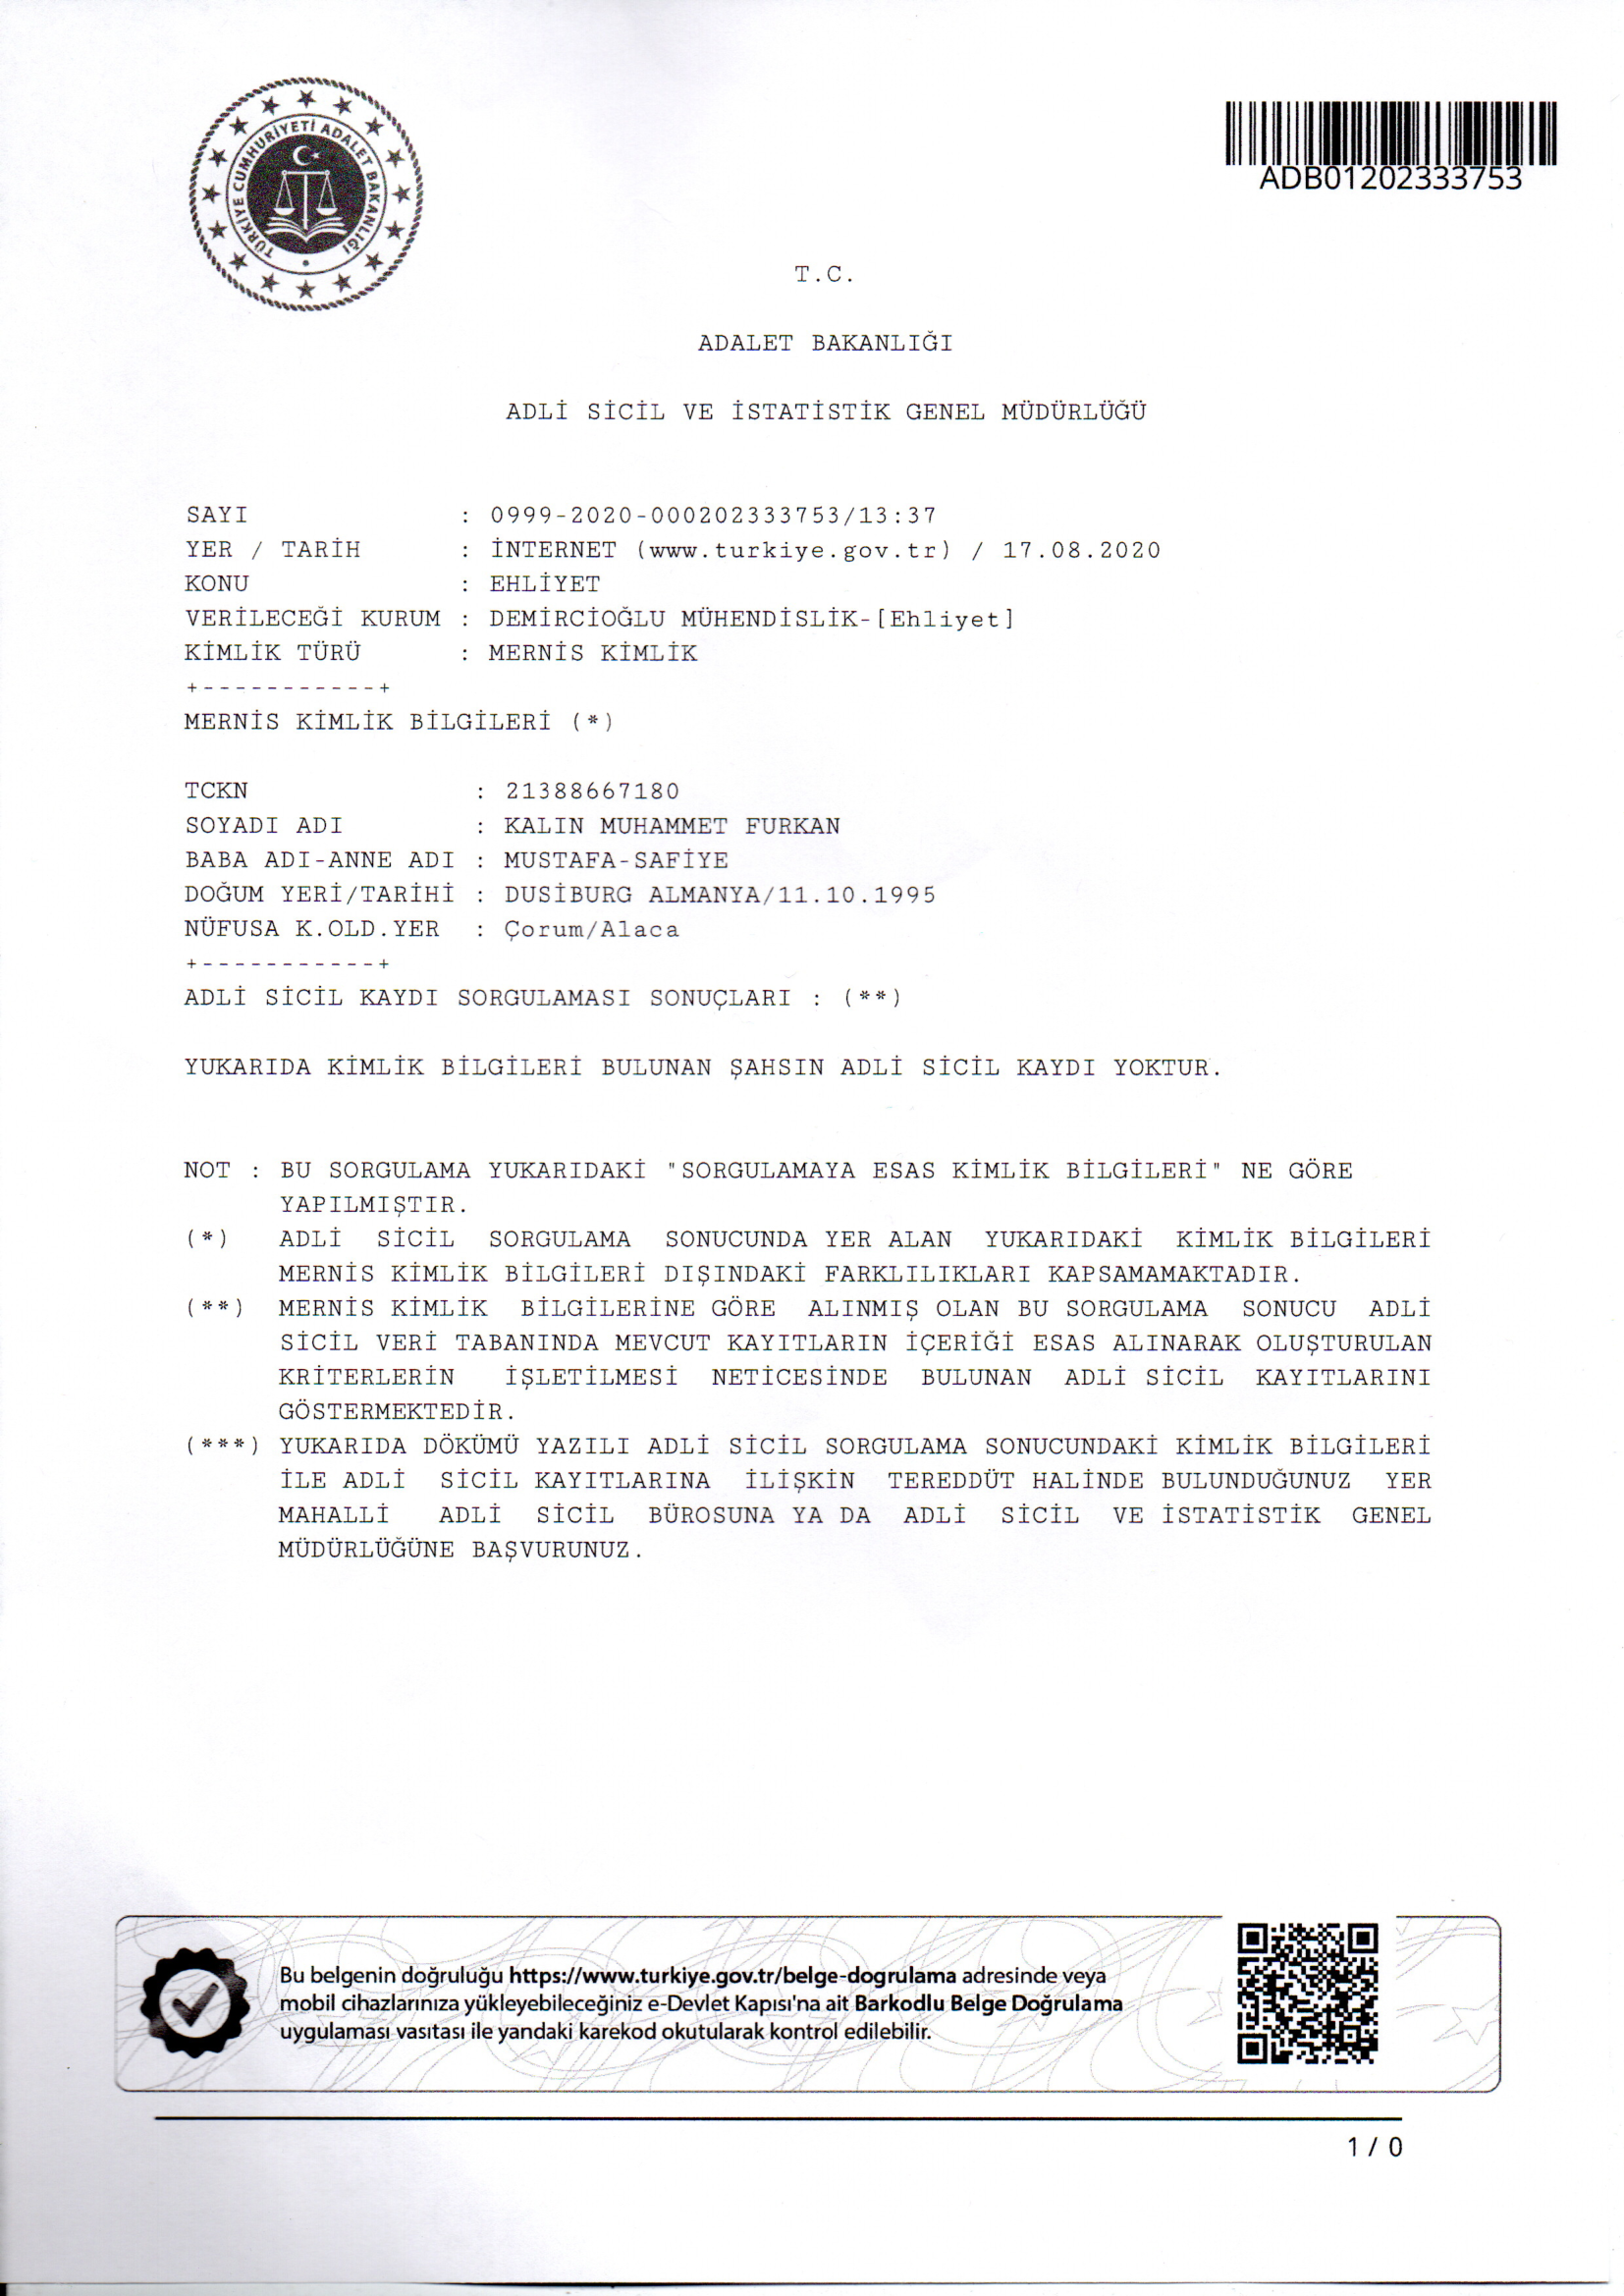 TÜRKİYE CUMHURİYETİ ADALET BAKANLIĞI
ADB01202333753
T.C.
ADALET BAKANLIĞI
ADLİ SİCİL VE İSTATİSTİK GENEL MÜDÜRLÜĞÜ
SAYI : 0999-2020-000202333753/13:37
YER / TARİH : İNTERNET (www.turkiye.gov.tr) / 17.08.2020
KONU : EHLİYET
VERİLECEĞİ KURUM : DEMİRCİOĞLU MÜHENDİSLİK-[Ehliyet]
KİMLİK TÜRÜ : MERNİS KİMLİK
+-----------+
MERNİS KİMLİK BİLGİLERİ (*)
TCKN : 21388667180
SOYADI ADI : KALIN MUHAMMET FURKAN
BABA ADI-ANNE ADI : MUSTAFA-SAFİYE
DOĞUM YERİ/TARİHİ : DUSİBURG ALMANYA/11.10.1995
NÜFUSA K.OLD.YER : Çorum/Alaca
+-----------+
ADLİ SİCİL KAYDI SORGULAMASI SONUÇLARI : (**)
YUKARIDA KİMLİK BİLGİLERİ BULUNAN ŞAHSIN ADLİ SİCİL KAYDI YOKTUR.
NOT : BU SORGULAMA YUKARIDAKİ "SORGULAMAYA ESAS KİMLİK BİLGİLERİ" NE GÖRE
YAPILMIŞTIR.
(*) ADLİ SİCİL SORGULAMA SONUCUNDA YER ALAN YUKARIDAKİ KİMLİK BİLGİLERİ
MERNİS KİMLİK BİLGİLERİ DIŞINDAKİ FARKLILIKLARI KAPSAMAMAKTADIR.
(**) MERNİS KİMLİK BİLGİLERİNE GÖRE ALINMIŞ OLAN BU SORGULAMA SONUCU ADLİ
SİCİL VERİ TABANINDA MEVCUT KAYITLARIN İÇERİĞİ ESAS ALINARAK OLUŞTURULAN
KRİTERLERİN İŞLETİLMESİ NETİCESİNDE BULUNAN ADLİ SİCİL KAYITLARINI
GÖSTERMEKTEDİR.
(***) YUKARIDA DÖKÜMÜ YAZILI ADLİ SİCİL SORGULAMA SONUCUNDAKİ KİMLİK BİLGİLERİ
İLE ADLİ SİCİL KAYITLARINA İLİŞKİN TEREDDÜT HALİNDE BULUNDUĞUNUZ YER
MAHALLİ ADLİ SİCİL BÜROSUNA YA DA ADLİ SİCİL VE İSTATİSTİK GENEL
MÜDÜRLÜĞÜNE BAŞVURUNUZ.
Bu belgenin doğruluğu https://www.turkiye.gov.tr/belge-dogrulama adresinde veya
mobil cihazlarınıza yükleyebileceğiniz e-Devlet Kapısı'na ait Barkodlu Belge Doğrulama
uygulaması vasıtası ile yandaki karekod okutularak kontrol edilebilir.
1 / 0